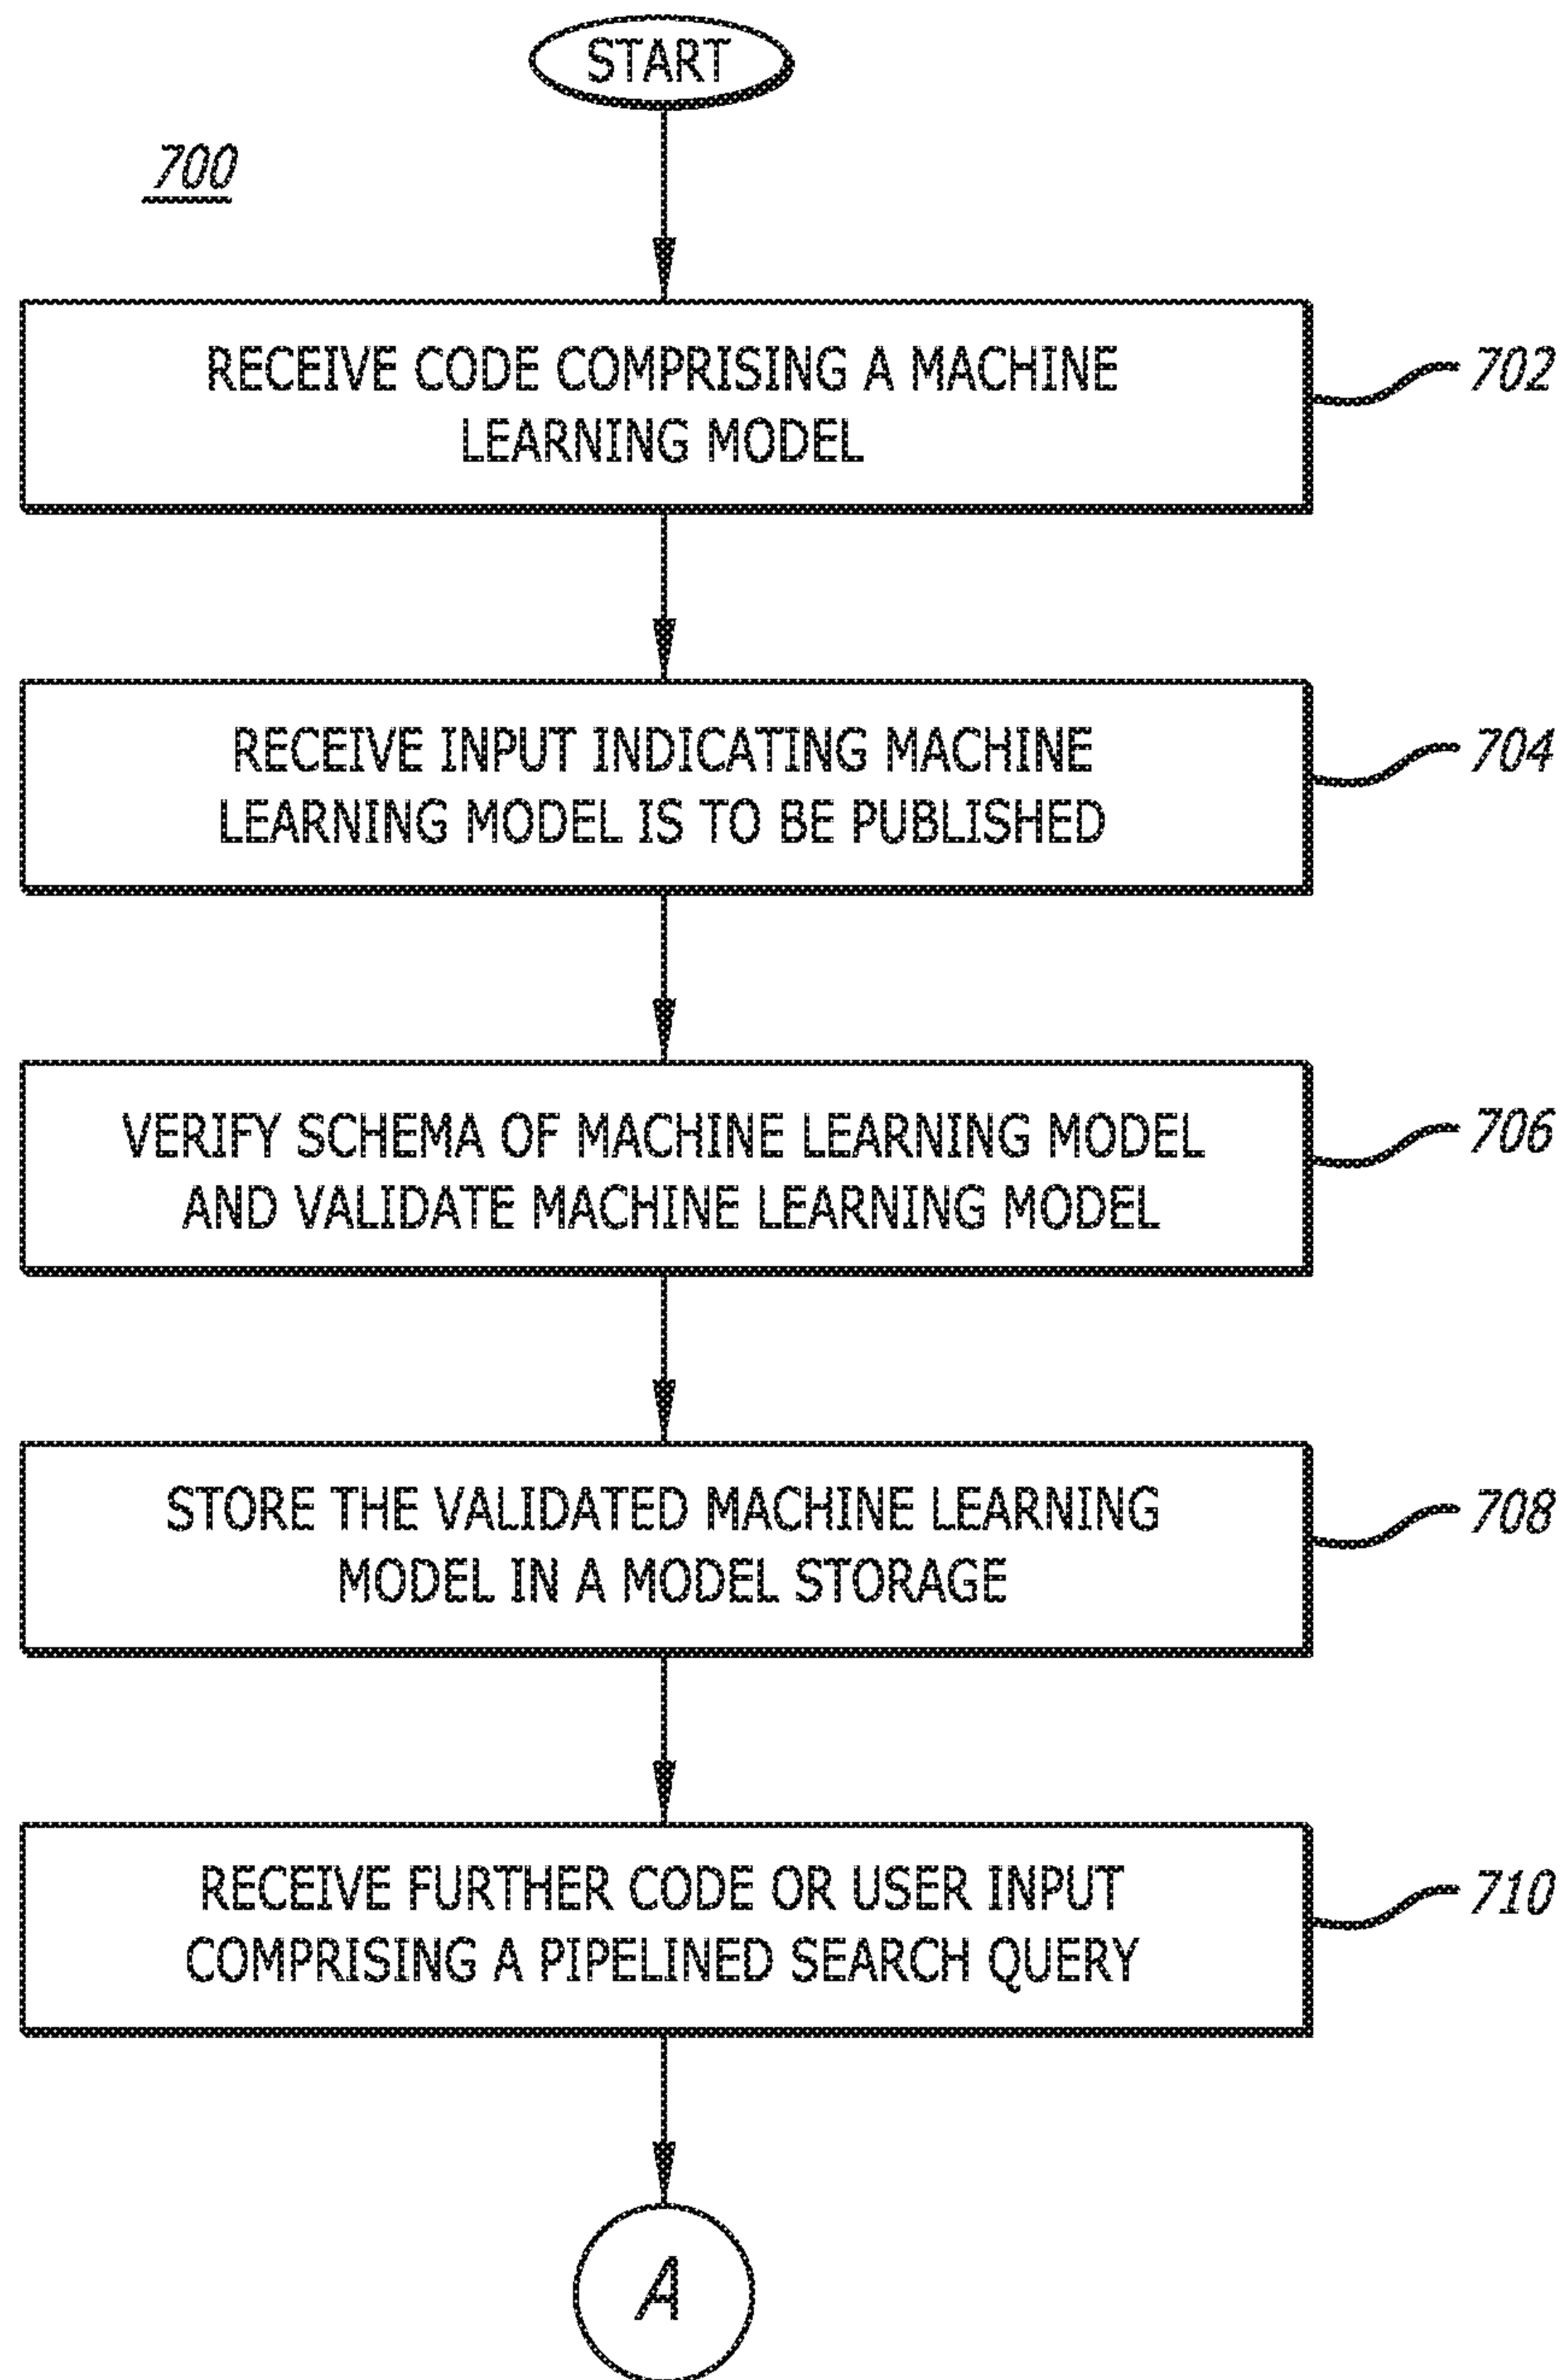 START
700
RECEIVE CODE COMPRISING A MACHINE
LEARNING MODEL
702
RECEIVE INPUT INDICATING MACHINE
LEARNING MODEL IS TO BE PUBLISHED
704
VERIFY SCHEMA OF MACHINE LEARNING MODEL
AND VALIDATE MACHINE LEARNING MODEL
706
STORE THE VALIDATED MACHINE LEARNING
MODEL IN A MODEL STORAGE
708
RECEIVE FURTHER CODE OR USER INPUT
COMPRISING A PIPELINED SEARCH QUERY
710
A